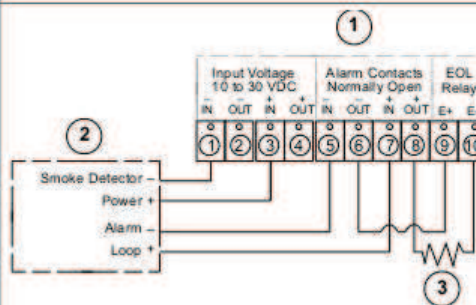 1
Input Voltage
10 to 30 VDC
Alarm Contacts
Normally Open
EOL
Relay
− IN − OUT + IN + OUT − IN − OUT + IN + OUT E+ E-
1 2 3 4 5 6 7 8 9 10
2
Smoke Detector −
Power +
Alarm −
Loop +
3